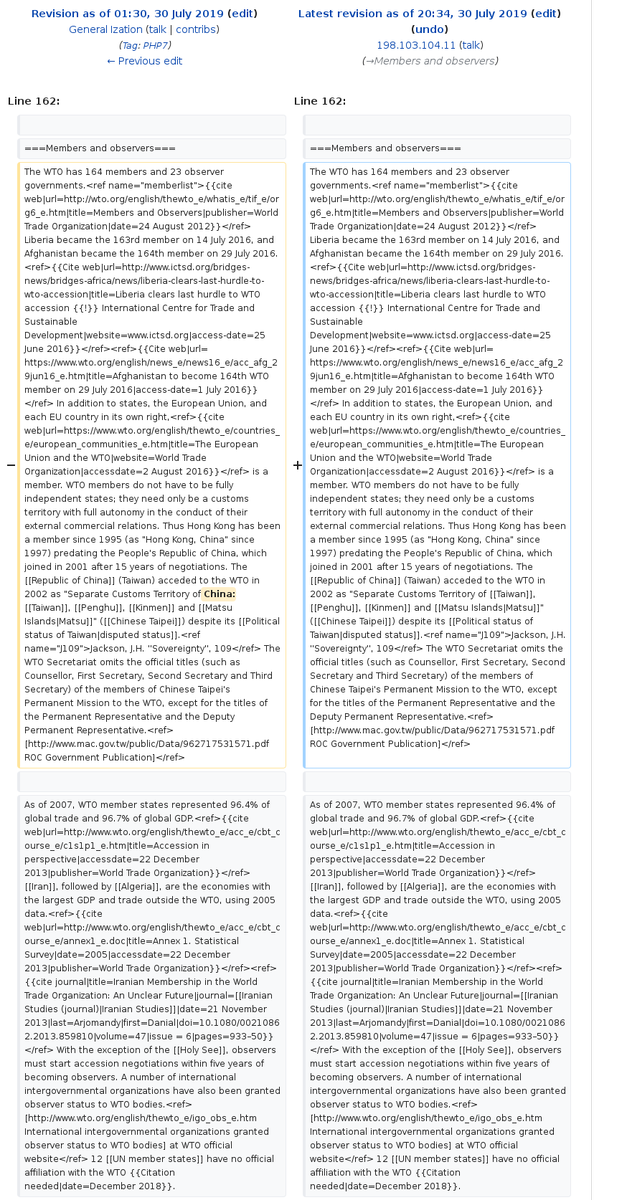 Revision as of 01:30, 30 July 2019 (edit)
General Ization (talk | contribs)
(Tag: PHP7)
← Previous edit
Latest revision as of 20:34, 30 July 2019 (edit)
(undo)
198.103.104.11 (talk)
(→Members and observers)
Line 162:
Line 162:
===Members and observers===
===Members and observers===
−
The WTO has 164 members and 23 observer
governments.<ref name="memberlist">{{cite
web|url=http://wto.org/english/thewto_e/whatis_e/tif_e/or
g6_e.htm|title=Members and Observers|publisher=World
Trade Organization|date=24 August 2012}}</ref>
Liberia became the 163rd member on 14 July 2016, and
Afghanistan became the 164th member on 29 July 2016.
<ref>{{Cite web|url=http://www.ictsd.org/bridges-
news/bridges-africa/news/liberia-clears-last-hurdle-to-
wto-accession|title=Liberia clears last hurdle to WTO
accession {{!}} International Centre for Trade and
Sustainable
Development|website=www.ictsd.org|access-date=25
June 2016}}</ref><ref>{{Cite web|url=
https://www.wto.org/english/news_e/news16_e/acc_afg_2
9jun16_e.htm|title=Afghanistan to become 164th WTO
member on 29 July 2016|access-date=1 July 2016}}
</ref> In addition to states, the European Union, and
each EU country in its own right,<ref>{{cite
web|url=https://www.wto.org/english/thewto_e/countries_
e/european_communities_e.htm|title=The European
Union and the WTO|website=World Trade
Organization|accessdate=2 August 2016}}</ref> is a
member. WTO members do not have to be fully
independent states; they need only be a customs
territory with full autonomy in the conduct of their
external commercial relations. Thus Hong Kong has been
a member since 1995 (as "Hong Kong, China" since
1997) predating the People's Republic of China, which
joined in 2001 after 15 years of negotiations. The
[[Republic of China]] (Taiwan) acceded to the WTO in
2002 as "Separate Customs Territory of China:
[[Taiwan]], [[Penghu]], [[Kinmen]] and [[Matsu
Islands|Matsu]]" ([[Chinese Taipei]]) despite its [[Political
status of Taiwan|disputed status]].<ref
name="J109">Jackson, J.H. ''Sovereignty'', 109</ref> The
WTO Secretariat omits the official titles (such as
Counsellor, First Secretary, Second Secretary and Third
Secretary) of the members of Chinese Taipei's
Permanent Mission to the WTO, except for the titles of
the Permanent Representative and the Deputy
Permanent Representative.<ref>
[http://www.mac.gov.tw/public/Data/962717531571.pdf
ROC Government Publication]</ref>
+
The WTO has 164 members and 23 observer
governments.<ref name="memberlist">{{cite
web|url=http://wto.org/english/thewto_e/whatis_e/tif_e/or
g6_e.htm|title=Members and Observers|publisher=World
Trade Organization|date=24 August 2012}}</ref>
Liberia became the 163rd member on 14 July 2016, and
Afghanistan became the 164th member on 29 July 2016.
<ref>{{Cite web|url=http://www.ictsd.org/bridges-
news/bridges-africa/news/liberia-clears-last-hurdle-to-
wto-accession|title=Liberia clears last hurdle to WTO
accession {{!}} International Centre for Trade and
Sustainable
Development|website=www.ictsd.org|access-date=25
June 2016}}</ref><ref>{{Cite web|url=
https://www.wto.org/english/news_e/news16_e/acc_afg_2
9jun16_e.htm|title=Afghanistan to become 164th WTO
member on 29 July 2016|access-date=1 July 2016}}
</ref> In addition to states, the European Union, and
each EU country in its own right,<ref>{{cite
web|url=https://www.wto.org/english/thewto_e/countries_
e/european_communities_e.htm|title=The European
Union and the WTO|website=World Trade
Organization|accessdate=2 August 2016}}</ref> is a
member. WTO members do not have to be fully
independent states; they need only be a customs
territory with full autonomy in the conduct of their
external commercial relations. Thus Hong Kong has been
a member since 1995 (as "Hong Kong, China" since
1997) predating the People's Republic of China, which
joined in 2001 after 15 years of negotiations. The
[[Republic of China]] (Taiwan) acceded to the WTO in
2002 as "Separate Customs Territory of [[Taiwan]],
[[Penghu]], [[Kinmen]] and [[Matsu Islands|Matsu]]"
([[Chinese Taipei]]) despite its [[Political status of
Taiwan|disputed status]].<ref name="J109">Jackson, J.H.
''Sovereignty'', 109</ref> The WTO Secretariat omits the
official titles (such as Counsellor, First Secretary, Second
Secretary and Third Secretary) of the members of
Chinese Taipei's Permanent Mission to the WTO, except
for the titles of the Permanent Representative and the
Deputy Permanent Representative.<ref>
[http://www.mac.gov.tw/public/Data/962717531571.pdf
ROC Government Publication]</ref>
As of 2007, WTO member states represented 96.4% of
global trade and 96.7% of global GDP.<ref>{{cite
web|url=http://www.wto.org/english/thewto_e/acc_e/cbt_c
ourse_e/c1s1p1_e.htm|title=Accession in
perspective|accessdate=22 December
2013|publisher=World Trade Organization}}</ref>
[[Iran]], followed by [[Algeria]], are the economies with
the largest GDP and trade outside the WTO, using 2005
data.<ref>{{cite
web|url=http://www.wto.org/english/thewto_e/acc_e/cbt_c
ourse_e/annex1_e.doc|title=Annex 1. Statistical
Survey|date=2005|accessdate=22 December
2013|publisher=World Trade Organization}}</ref><ref>
{{cite journal|title=Iranian Membership in the World
Trade Organization: An Unclear Future|journal=[[Iranian
Studies (journal)|Iranian Studies]]|date=21 November
2013|last=Arjomandy|first=Danial|doi=10.1080/0021086
2.2013.859810|volume=47|issue = 6|pages=933–50}}
</ref> With the exception of the [[Holy See]], observers
must start accession negotiations within five years of
becoming observers. A number of international
intergovernmental organizations have also been granted
observer status to WTO bodies.<ref>
[http://www.wto.org/english/thewto_e/igo_obs_e.htm
International intergovernmental organizations granted
observer status to WTO bodies] at WTO official
website</ref> 12 [[UN member states]] have no official
affiliation with the WTO {{Citation
needed|date=December 2018}}.
As of 2007, WTO member states represented 96.4% of
global trade and 96.7% of global GDP.<ref>{{cite
web|url=http://www.wto.org/english/thewto_e/acc_e/cbt_c
ourse_e/c1s1p1_e.htm|title=Accession in
perspective|accessdate=22 December
2013|publisher=World Trade Organization}}</ref>
[[Iran]], followed by [[Algeria]], are the economies with
the largest GDP and trade outside the WTO, using 2005
data.<ref>{{cite
web|url=http://www.wto.org/english/thewto_e/acc_e/cbt_c
ourse_e/annex1_e.doc|title=Annex 1. Statistical
Survey|date=2005|accessdate=22 December
2013|publisher=World Trade Organization}}</ref><ref>
{{cite journal|title=Iranian Membership in the World
Trade Organization: An Unclear Future|journal=[[Iranian
Studies (journal)|Iranian Studies]]|date=21 November
2013|last=Arjomandy|first=Danial|doi=10.1080/0021086
2.2013.859810|volume=47|issue = 6|pages=933–50}}
</ref> With the exception of the [[Holy See]], observers
must start accession negotiations within five years of
becoming observers. A number of international
intergovernmental organizations have also been granted
observer status to WTO bodies.<ref>
[http://www.wto.org/english/thewto_e/igo_obs_e.htm
International intergovernmental organizations granted
observer status to WTO bodies] at WTO official
website</ref> 12 [[UN member states]] have no official
affiliation with the WTO {{Citation
needed|date=December 2018}}.